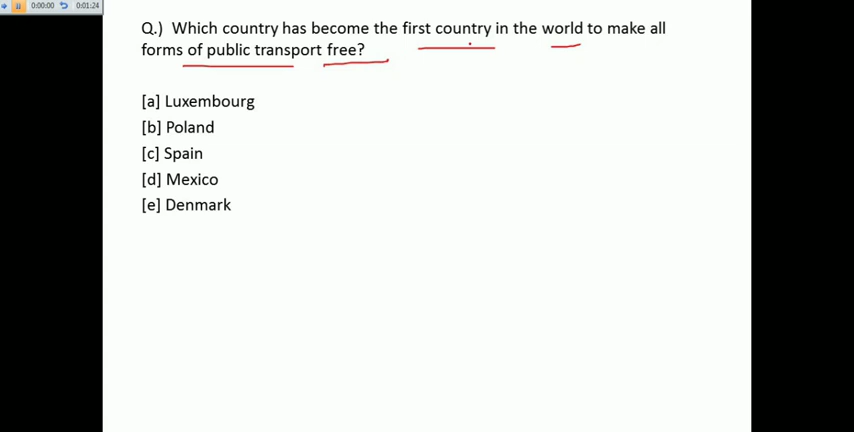 0:00:00 0:01:24
Q.) Which country has become the first country in the world to make all
forms of public transport free?
[a] Luxembourg
[b] Poland
[c] Spain
[d] Mexico
[e] Denmark